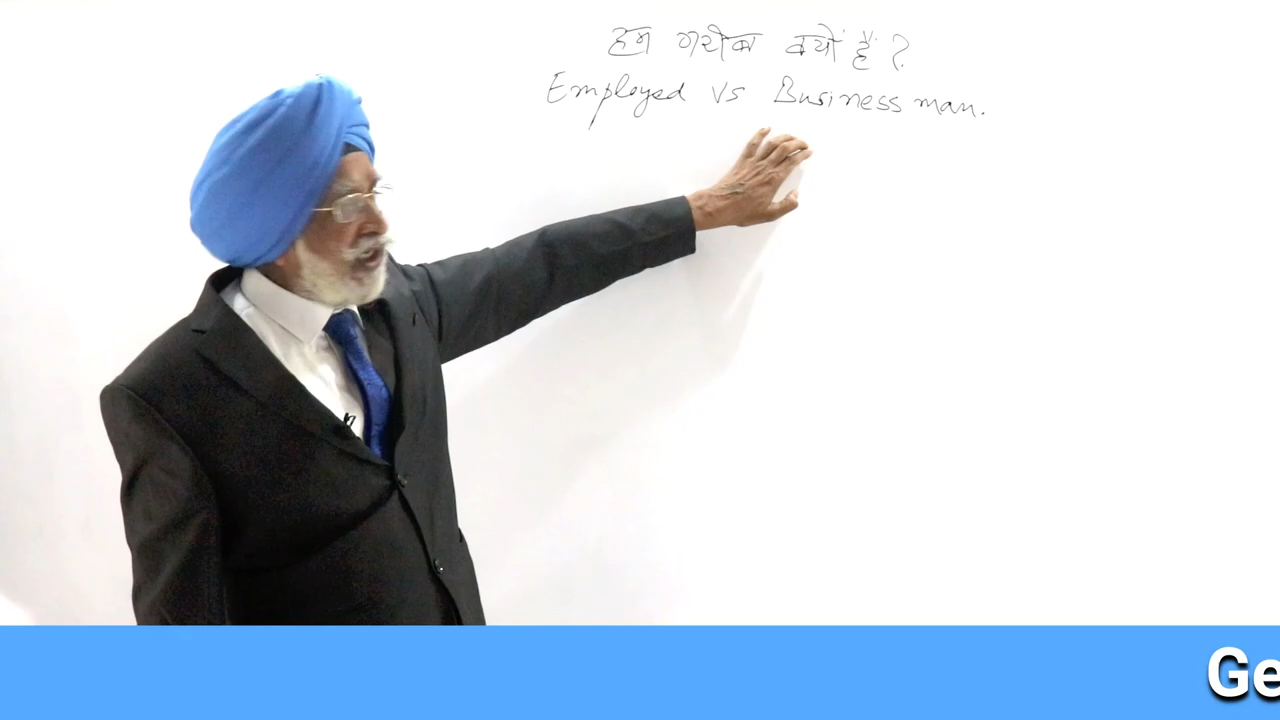 हम गरीब क्यों हैं ?
Employed vs Business man.
Ge